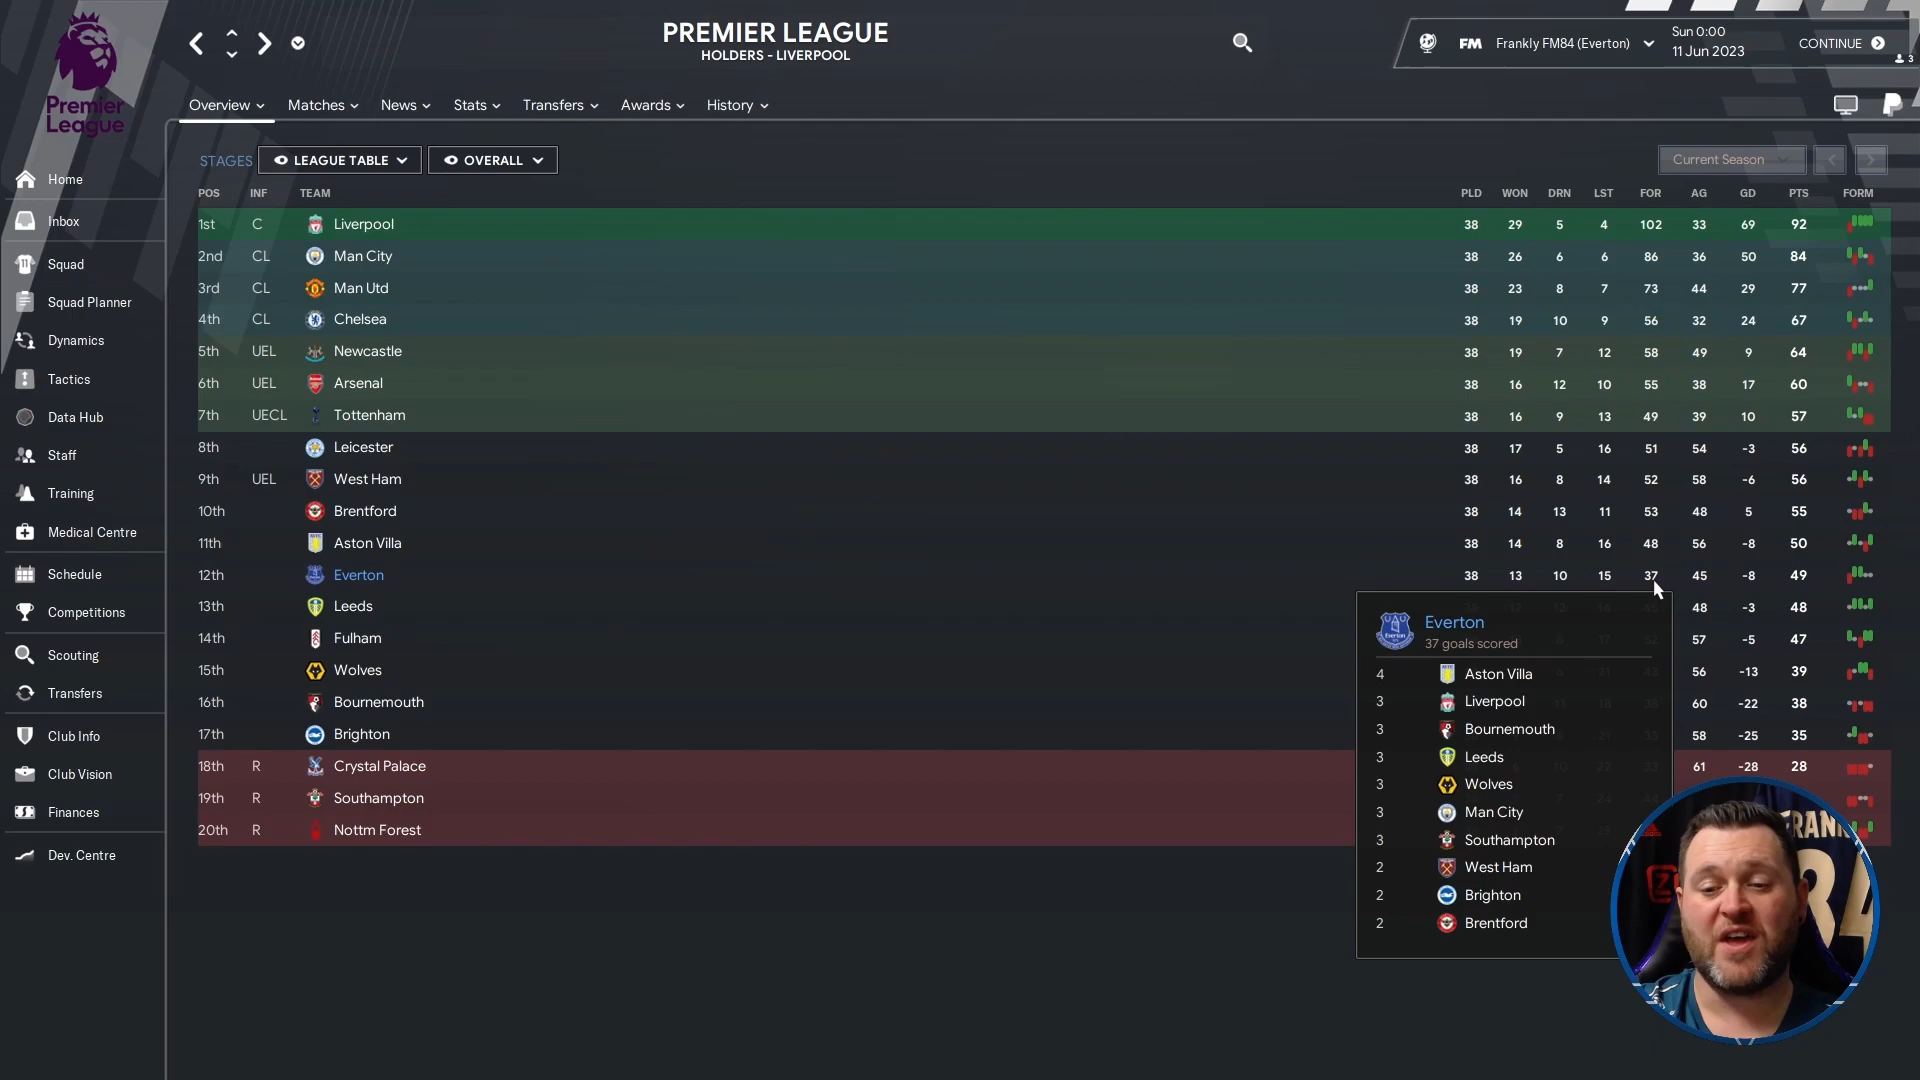 PREMIER LEAGUE
HOLDERS - LIVERPOOL
FM Frankly FM84 (Everton)
Sun 0:00
11 Jun 2023
CONTINUE
3
Premier
League
Overview Matches News Stats Transfers Awards History
STAGES LEAGUE TABLE OVERALL Current Season
Home
Inbox
Squad
Squad Planner
Dynamics
Tactics
Data Hub
Staff
Training
Medical Centre
Schedule
Competitions
Scouting
Transfers
Club Info
Club Vision
Finances
Dev. Centre
POS INF TEAM PLD WON DRN LST FOR AG GD PTS FORM
1st C Liverpool 38 29 5 4 102 33 69 92
2nd CL Man City 38 26 6 6 86 36 50 84
3rd CL Man Utd 38 23 8 7 73 44 29 77
4th CL Chelsea 38 19 10 9 56 32 24 67
5th UEL Newcastle 38 19 7 12 58 49 9 64
6th UEL Arsenal 38 16 12 10 55 38 17 60
7th UECL Tottenham 38 16 9 13 49 39 10 57
8th Leicester 38 17 5 16 51 54 -3 56
9th UEL West Ham 38 16 8 14 52 58 -6 56
10th Brentford 38 14 13 11 53 48 5 55
11th Aston Villa 38 14 8 16 48 56 -8 50
12th Everton 38 13 10 15 37 45 -8 49
13th Leeds 48 -3 48
14th Fulham 57 -5 47
15th Wolves 56 -13 39
16th Bournemouth 60 -22 38
17th Brighton 58 -25 35
18th R Crystal Palace 61 -28 28
19th R Southampton
20th R Nottm Forest
Everton
37 goals scored
4 Aston Villa
3 Liverpool
3 Bournemouth
3 Leeds
3 Wolves
3 Man City
3 Southampton
2 West Ham
2 Brighton
2 Brentford